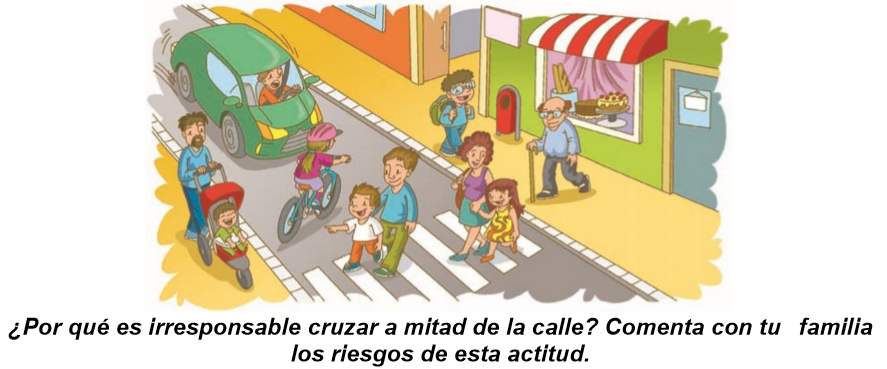 ¿Por qué es irresponsable cruzar a mitad de la calle? Comenta con tu familia
los riesgos de esta actitud.